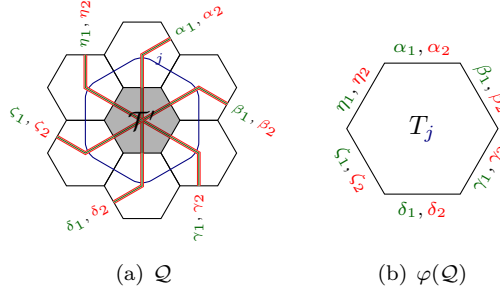 η₁, η₂
α₁, α₂
j
ζ₁, ζ₂
𝒯′
β₁, β₂
δ₁, δ₂
γ₁, γ₂
(a) 𝒬
α₁, α₂
η₁, η₂
β₁, β₂
T_j
ζ₁, ζ₂
γ₁, γ₂
δ₁, δ₂
(b) φ(𝒬)